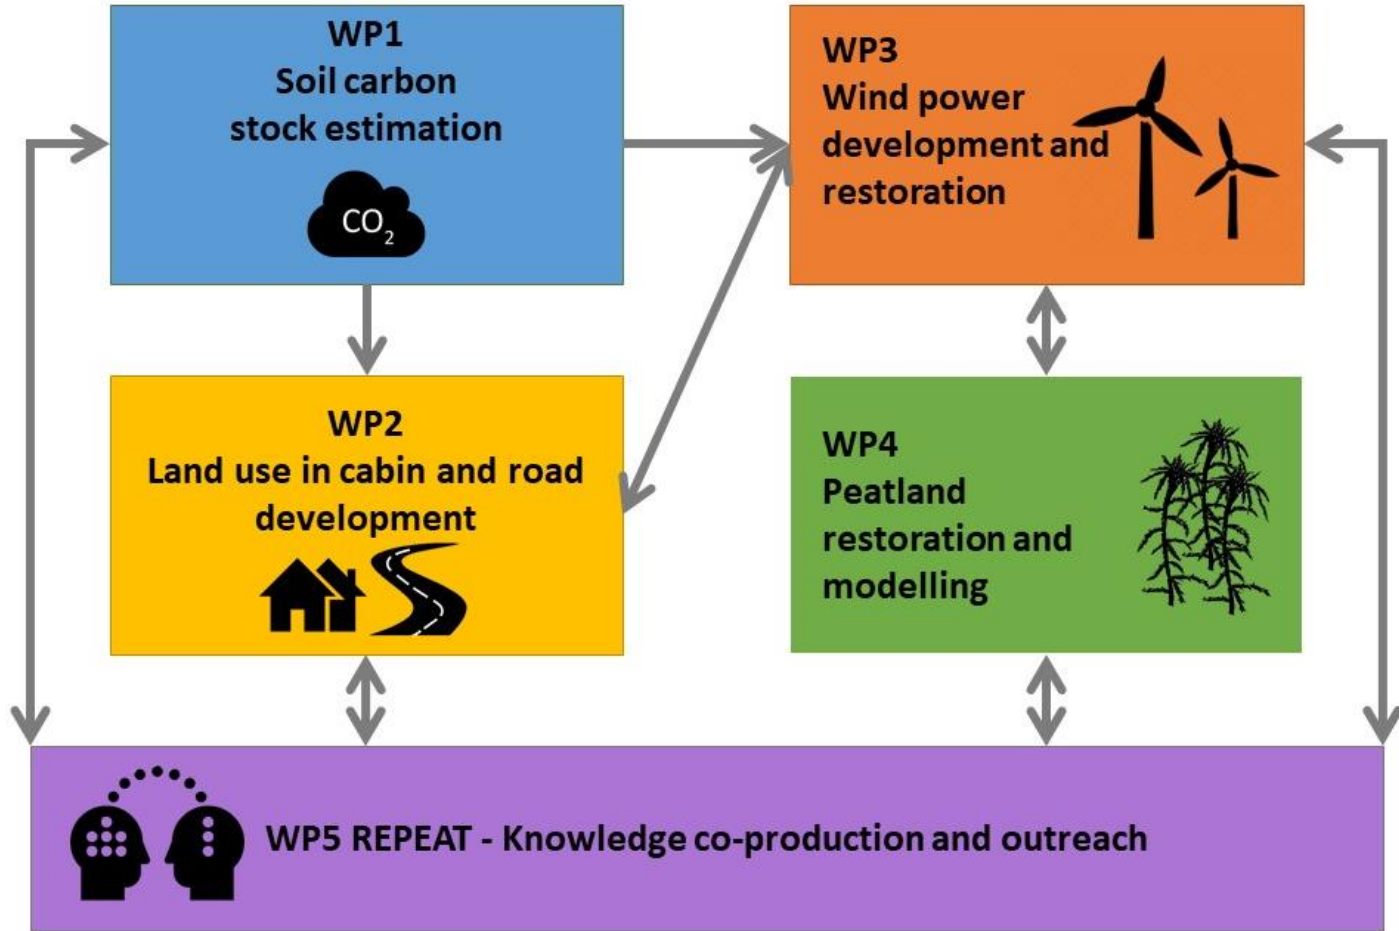 WP1
Soil carbon
stock estimation
CO2
WP3
Wind power
development and
restoration
WP2
Land use in cabin and road
development
WP4
Peatland
restoration and
modelling
WP5 REPEAT - Knowledge co-production and outreach